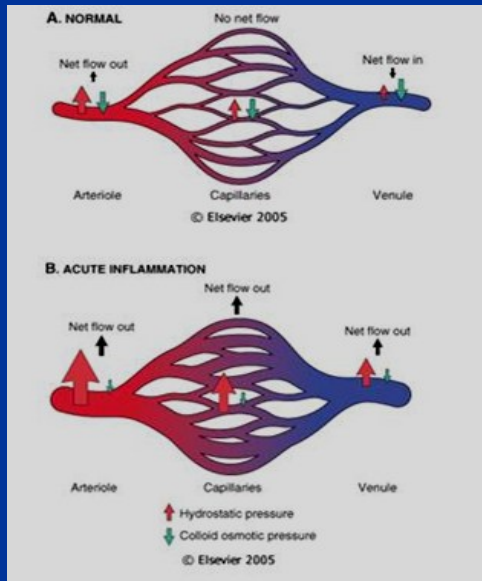 A. NORMAL
No net flow
Net flow out
Net flow in
Arteriole
Capillaries
Venule
© Elsevier 2005
B. ACUTE INFLAMMATION
Net flow out
Net flow out
Net flow out
Arteriole
Capillaries
Venule
Hydrostatic pressure
Colloid osmotic pressure
© Elsevier 2005